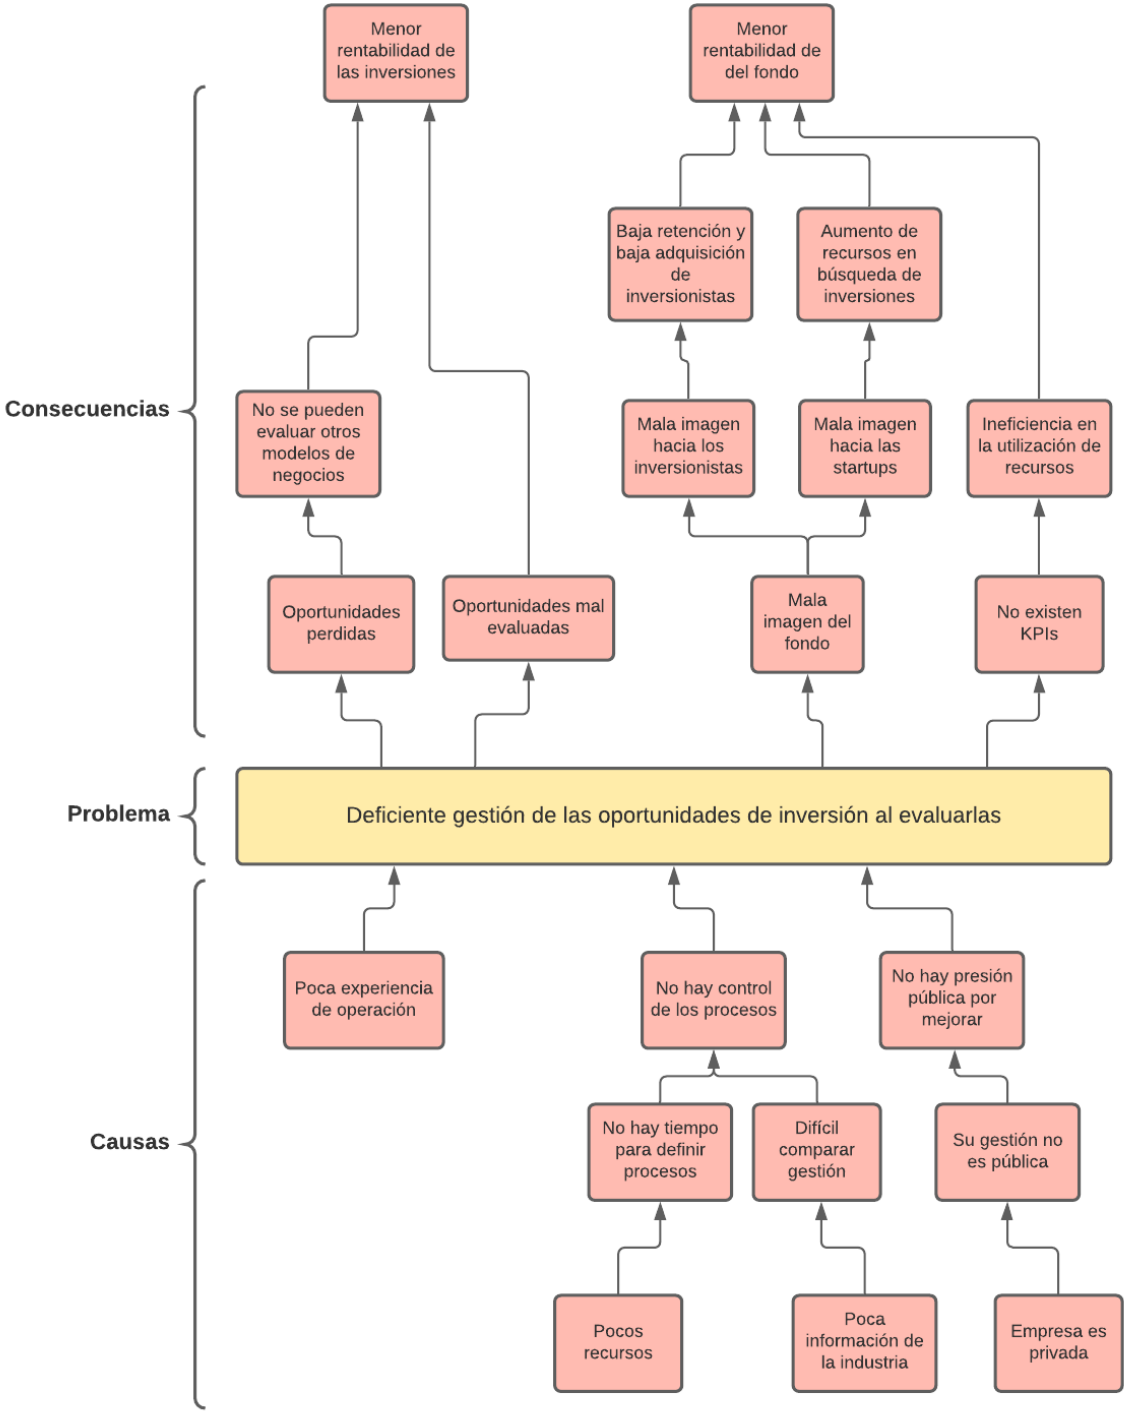 Menor
rentabilidad de
las inversiones
Menor
rentabilidad de
del fondo
Baja retención y
baja adquisición
de
inversionistas
Aumento de
recursos en
búsqueda de
inversiones
Consecuencias
No se pueden
evaluar otros
modelos de
negocios
Mala imagen
hacia los
inversionistas
Mala imagen
hacia las
startups
Ineficiencia en
la utilización de
recursos
Oportunidades
perdidas
Oportunidades mal
evaluadas
Mala
imagen del
fondo
No existen
KPIs
Problema
Deficiente gestión de las oportunidades de inversión al evaluarlas
Poca experiencia
de operación
No hay control
de los procesos
No hay presión
pública por
mejorar
Causas
No hay tiempo
para definir
procesos
Difícil
comparar
gestión
Su gestión no
es pública
Pocos
recursos
Poca
información de
la industria
Empresa es
privada